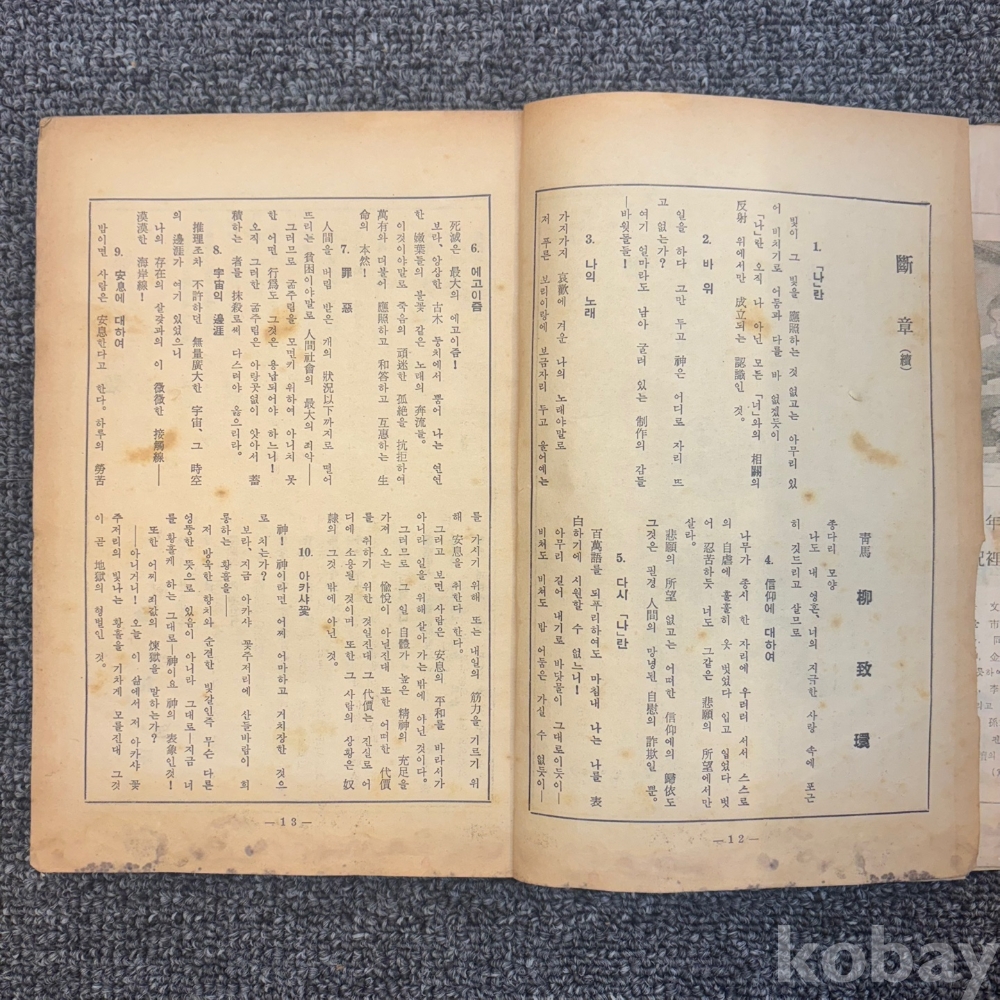 斷章 (續)
靑馬 柳致環
1. 「나」란
빛이 그 빛을 應照하는 것 없고는 아무리 있
어 비치기로 어둠과 다를 바 없겠듯이
「나」란 오직 나 아닌 모든 「너」와의 相關의
反射 위에서만 成立되는 認識인 것.
2. 바위
일을 하다 그만 두고 神은 어디로 자리 뜨
고 없는가?
여기 얼마라도 남아 굴러 있는 制作의 감들
—바윗돌들!
3. 나의 노래
가지가지 哀歡에 겨운 나의 노래야말로
저 푸른 보리이랑에 보금자리 두고 울어예는
종다리 모양
나도 내 영혼、너의 지극한 사랑 속에 포근
히 깃드리고 살므로
4. 信仰에 대하여
나무가 종시 한 자리에 우러러 서서 스스로
의 自虐에 훌훌히 옷 벗었다 입고 입었다 벗
어 忍苦하듯 너도 그같은 悲願의 所望에서만
살라.
悲願의 所望 없고는 어떠한 信仰에의 歸依도
그것은 필경 人間의 망녕된 自慰의 詐欺일 뿐.
5. 다시 「나」란
百萬語를 되푸리하여도 마침내 나는 나를 表
白하기에 시원할 수 없느니!
아무리 길어 내기로 바닷물이 그대로이듯이—
비쳐도 비쳐도 밤 어둠은 가실 수 없듯이—
—12—
6. 에고이즘
死滅은 最大의 에고이즘!
보라、앙상한 古木 둥치에서 뿜어 나는 연연
한 嫩葉들의 불꽃 같은 노래의 奔流들。
이것이야말로 죽음의 頑迷한 孤絶을 抗拒하여
萬有와 더불어 應照하고 和答하고 互惠하는 生
命의 本然!
7. 罪惡
人間을 버림 받은 개의 狀況以下까지로 떨어
뜨리는 貧困이야말로 人間社會의 最大의 죄악—
그러므로 굶주림을 모면키 위하여 아니치 못
한 어떤 行爲도 그것은 용납되어야 하느니!
오직 그러한 굶주림은 아랑곳없이 앉아서 蓄
積하는 者를 抹殺로써 다스려야 옳으리라.
8. 宇宙의 邊涯
推理조차 不許하던 無量廣大한 宇宙、그 時空
의 邊涯가 여기 있었으니
나의 存在의 살갗과의 이 微微한 接觸線—
漠漠한 海岸線!
9. 安息에 대하여
밤이면 사람은 安息한다고 한다. 하루의 勞苦
를 가시기 위해 또는 내일의 筋力을 기르기 위
해 安息을 취한다 한다.
그러고 보면 사람은 安息의 平和를 바라서가
아니라 일을 위해 살아 가는 밖에 아닌 것이다.
그러므로 그 일 自體가 높은 精神의 充足을
가져 오는 愉悅이 아닐진대 또한 어떠한 代價
를 취하기 위한 것일진대 그 代價는 진실로 어
디에 소용될 것이며 또한 그 사람의 상황은 奴
隷의 그것 밖에 아닌 것.
10. 아카샤꽃
神! 神이라면 어찌 어마하고 거치장한 것으
로 치는가?
보라、지금 아카샤 꽃주저리에 산들바람이 희
롱하는 황홀을—
저 방욱한 향치와 순결한 빛갈인즉 무슨 다른
엉뚱한 뜻으로 있음이 아니라 그대로—지금 너
를 황홀케 하는 그대로—神이요 神의 表象인것!
또한 어찌 죄값의 煉獄을 말하는가?
—아니거니! 오늘 이 삶에서 저 아카샤 꽃
주저리의 빛나는 황홀을 기차게 모를진대 그것
이 곧 地獄의 형벌인 것.
—13—
kobay